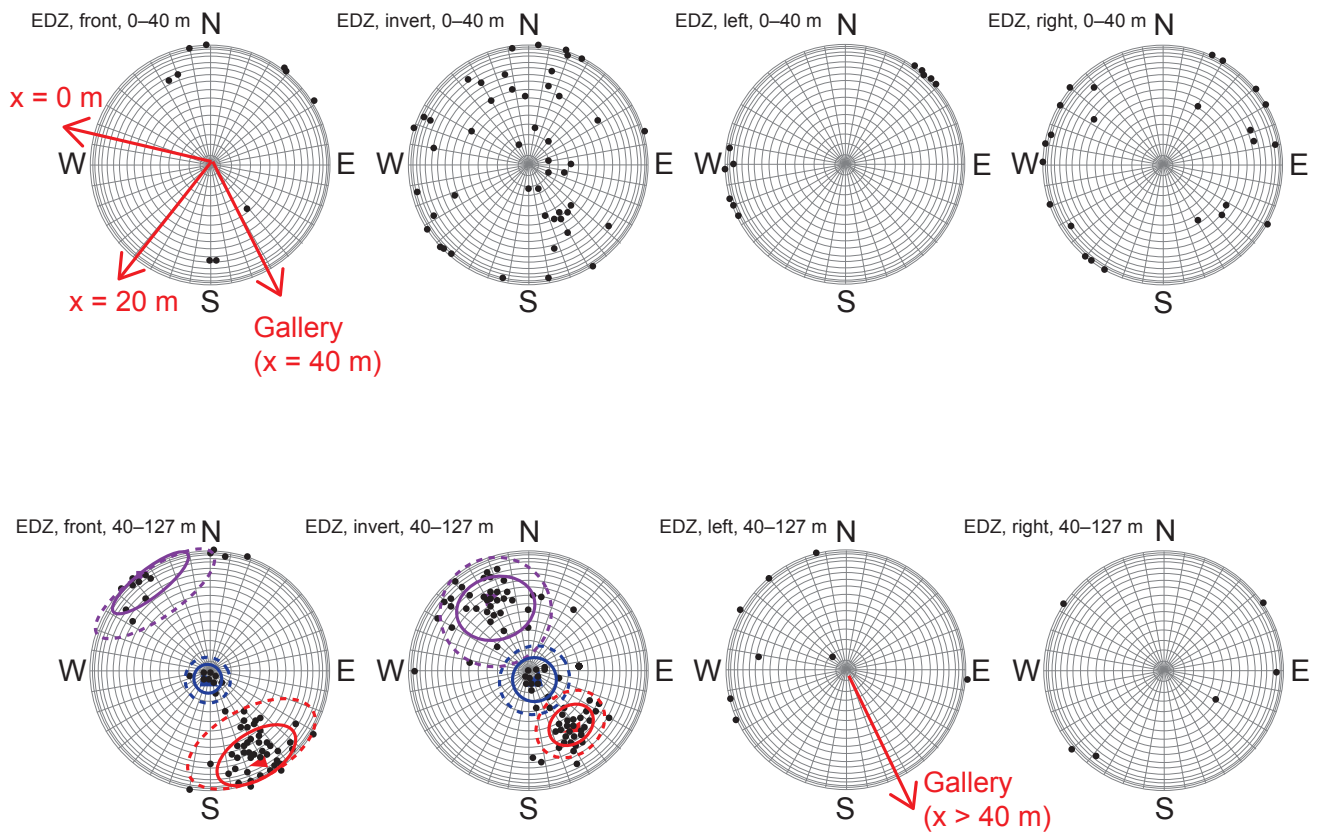 EDZ, front, 0–40 m
N
W
E
S
x = 0 m
x = 20 m
Gallery
(x = 40 m)
EDZ, invert, 0–40 m
N
W
E
S
EDZ, left, 0–40 m
N
W
E
S
EDZ, right, 0–40 m
N
W
E
S
EDZ, front, 40–127 m
N
W
E
S
EDZ, invert, 40–127 m
N
W
E
S
EDZ, left, 40–127 m
N
W
E
S
Gallery
(x > 40 m)
EDZ, right, 40–127 m
N
W
E
S